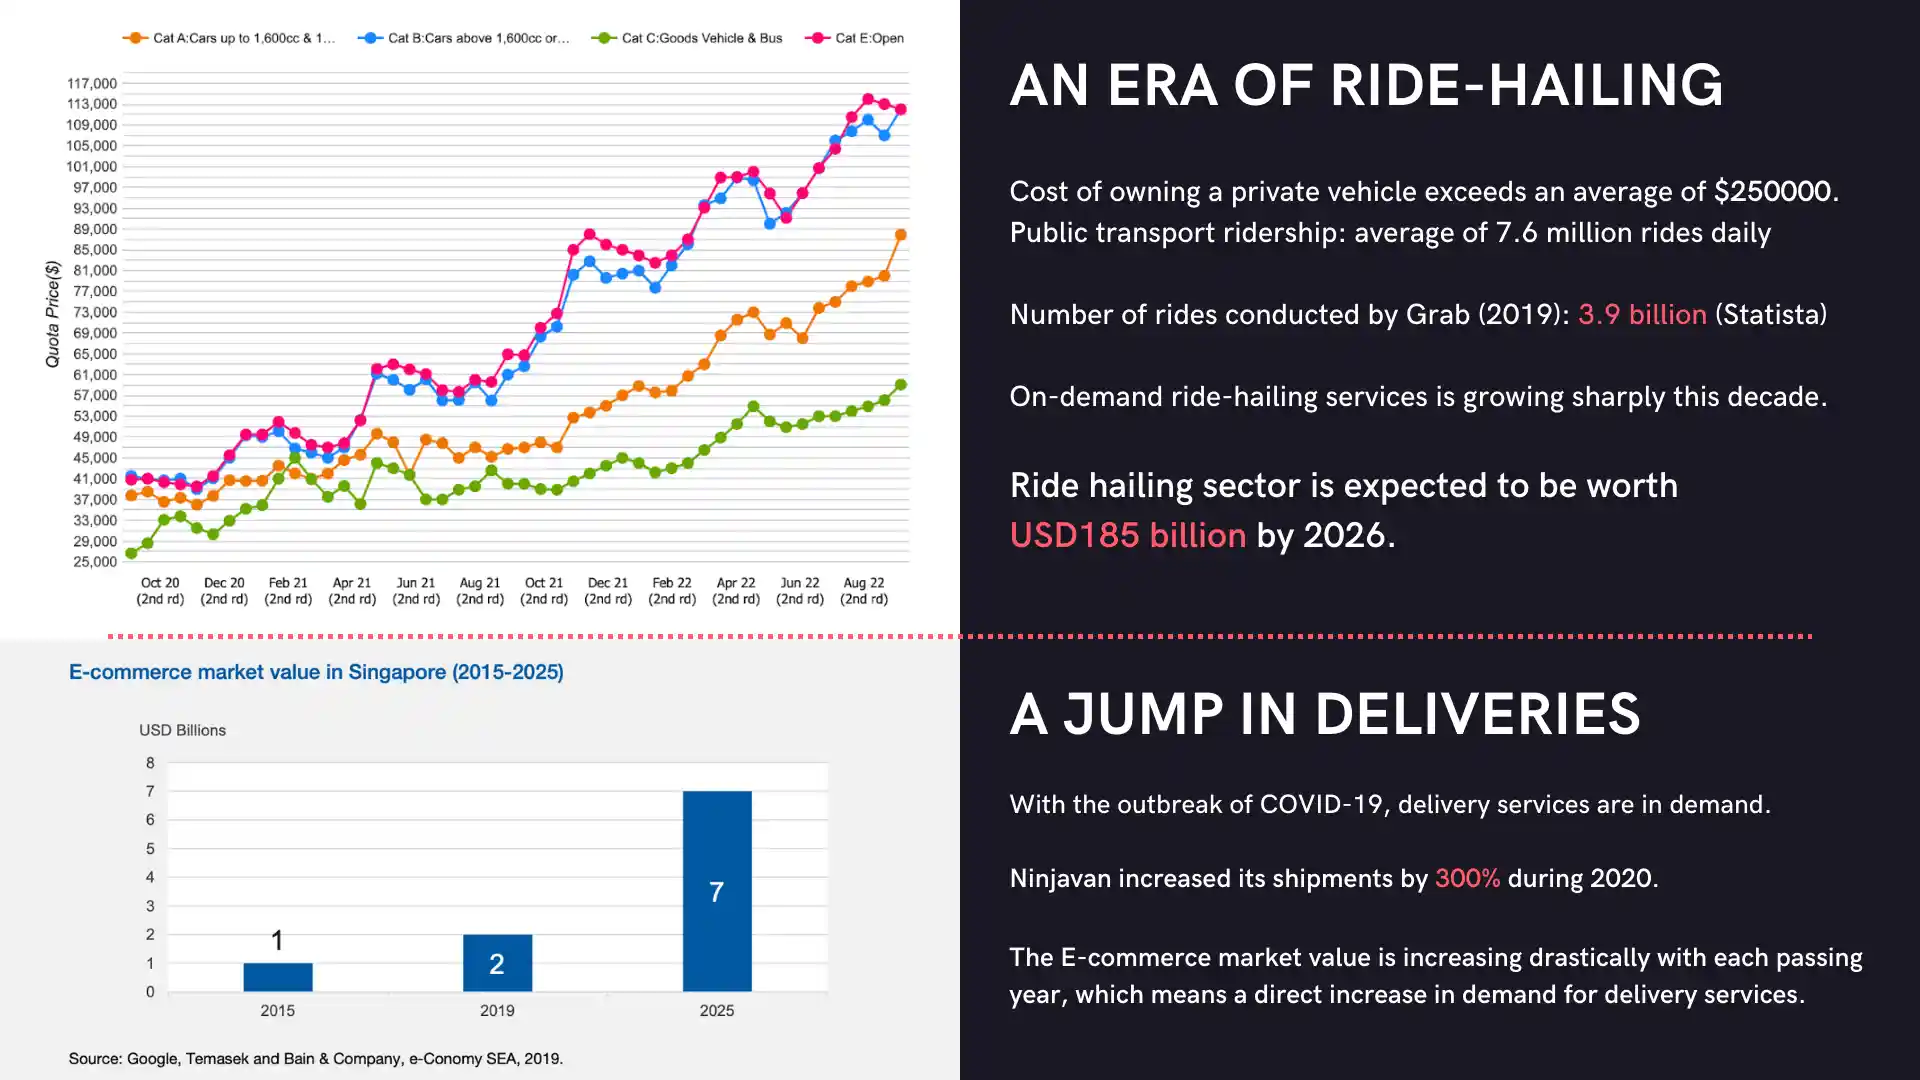 Cat A:Cars up to 1,600cc & 1...
Cat B:Cars above 1,600cc or...
Cat C:Goods Vehicle & Bus
Cat E:Open
117,000
113,000
109,000
105,000
101,000
97,000
93,000
89,000
85,000
81,000
77,000
73,000
69,000
65,000
61,000
57,000
53,000
49,000
45,000
41,000
37,000
33,000
29,000
25,000
Quota Price($)
Oct 20 Dec 20 Feb 21 Apr 21 Jun 21 Aug 21 Oct 21 Dec 21 Feb 22 Apr 22 Jun 22 Aug 22
(2nd rd) (2nd rd) (2nd rd) (2nd rd) (2nd rd) (2nd rd) (2nd rd) (2nd rd) (2nd rd) (2nd rd) (2nd rd) (2nd rd)
AN ERA OF RIDE-HAILING
Cost of owning a private vehicle exceeds an average of $250000.
Public transport ridership: average of 7.6 million rides daily
Number of rides conducted by Grab (2019): 3.9 billion (Statista)
On-demand ride-hailing services is growing sharply this decade.
Ride hailing sector is expected to be worth
USD185 billion by 2026.
E-commerce market value in Singapore (2015-2025)
USD Billions
8
7
6
5
4
3
2
1
0
1
2
7
2015 2019 2025
Source: Google, Temasek and Bain & Company, e-Conomy SEA, 2019.
A JUMP IN DELIVERIES
With the outbreak of COVID-19, delivery services are in demand.
Ninjavan increased its shipments by 300% during 2020.
The E-commerce market value is increasing drastically with each passing
year, which means a direct increase in demand for delivery services.